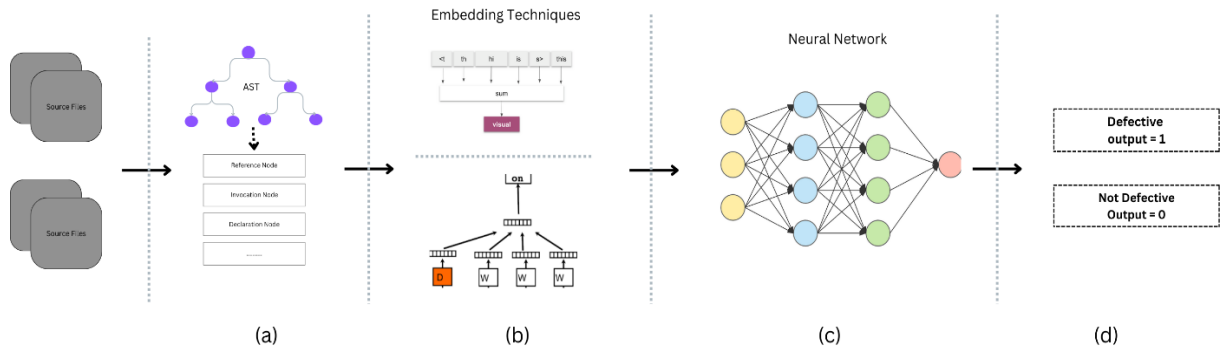 Source Files
Source Files
AST
Reference Node
Invocation Node
Declaration Node
(a)
Embedding Techniques
<t th hi is s> this
sum
visual
on
D W W W
(b)
Neural Network
(c)
Defective
output = 1
Not Defective
Output = 0
(d)